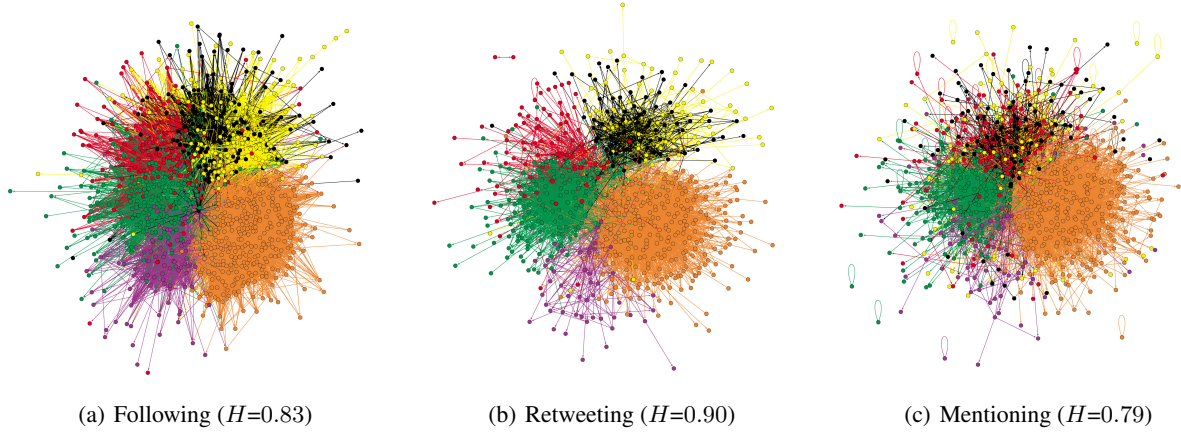 (a) Following (H=0.83)
(b) Retweeting (H=0.90)
(c) Mentioning (H=0.79)